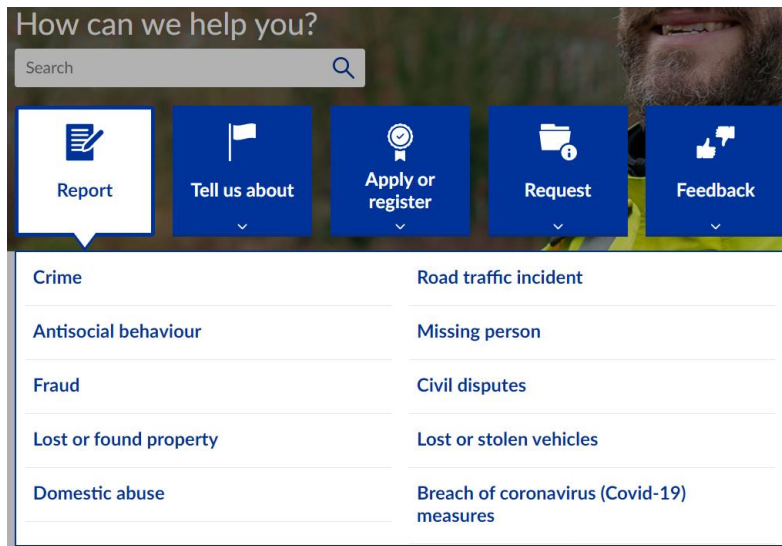 How can we help you?
Search
Report
Tell us about
Apply or
register
Request
Feedback
Crime
Road traffic incident
Antisocial behaviour
Missing person
Fraud
Civil disputes
Lost or found property
Lost or stolen vehicles
Domestic abuse
Breach of coronavirus (Covid-19)
measures